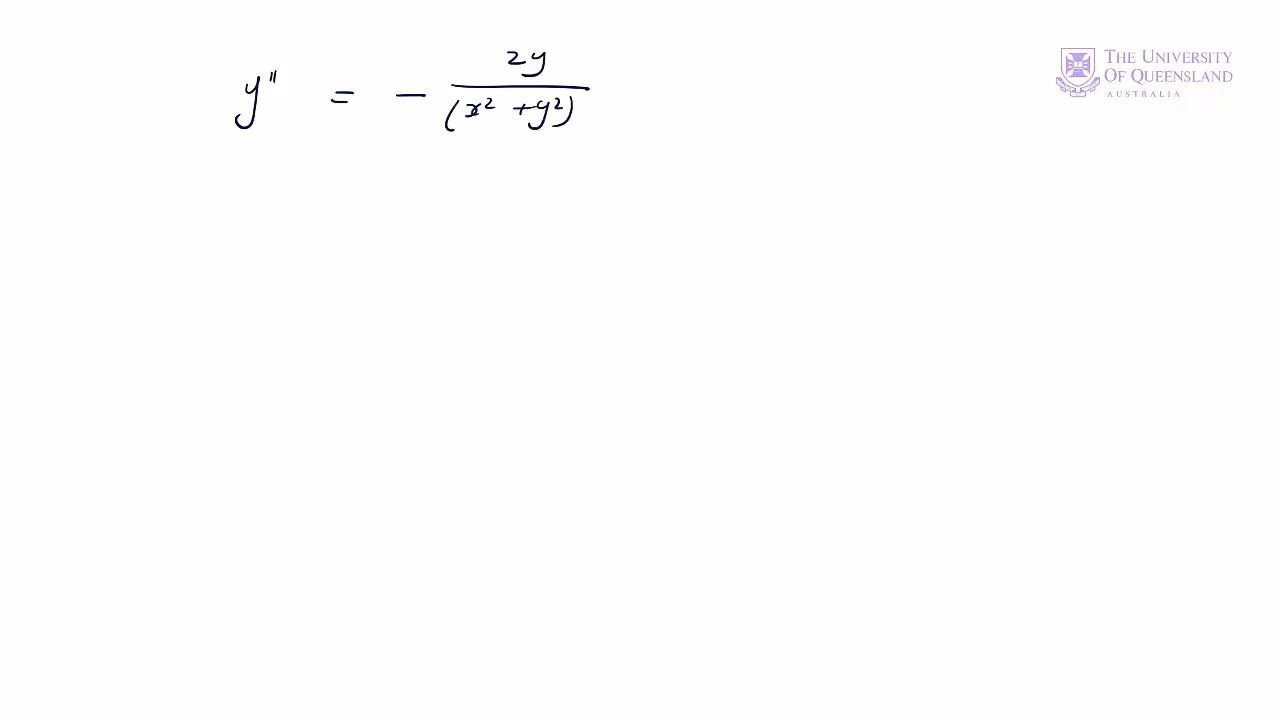 y'' = - 2y / (x² + y²)
THE UNIVERSITY
OF QUEENSLAND
AUSTRALIA